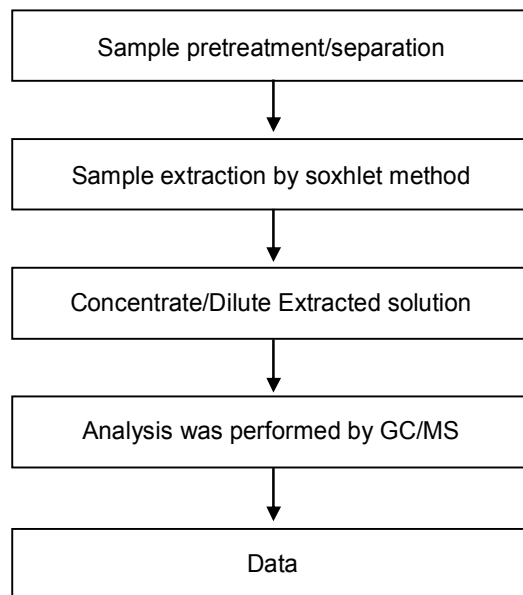 Sample pretreatment/separation
Sample extraction by soxhlet method
Concentrate/Dilute Extracted solution
Analysis was performed by GC/MS
Data